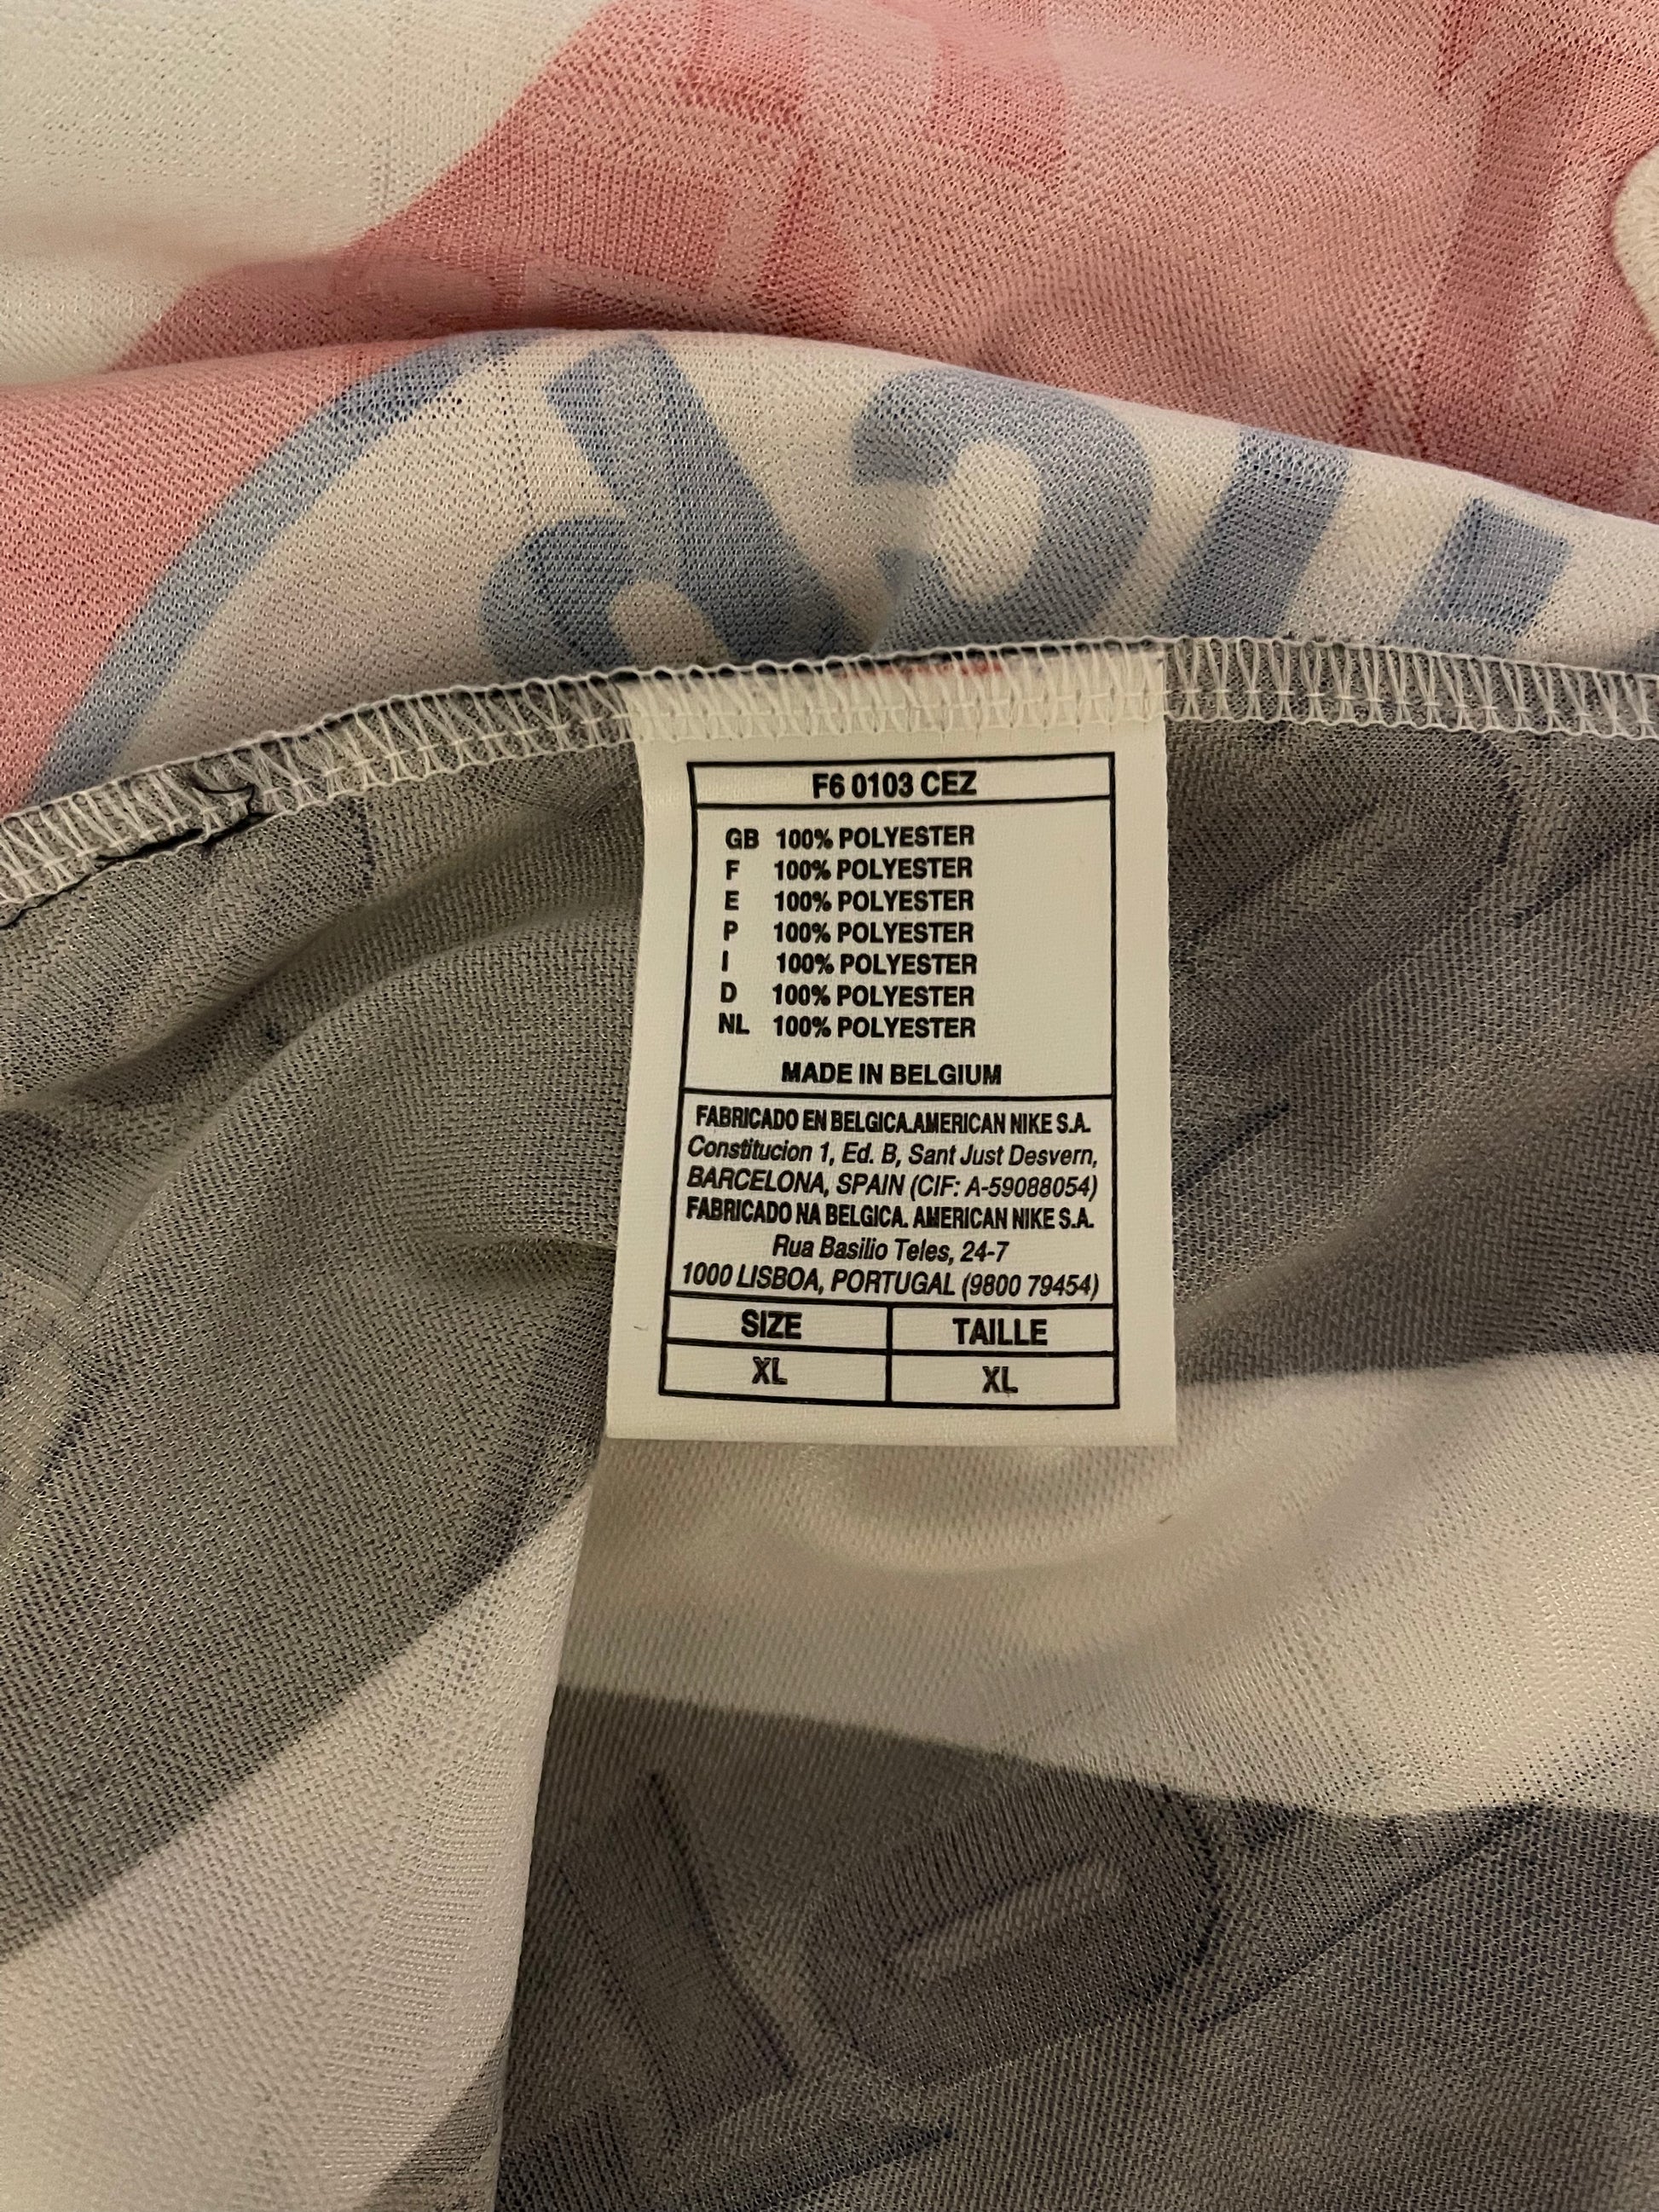 F6 0103 CEZ
GB 100% POLYESTER
F 100% POLYESTER
E 100% POLYESTER
P 100% POLYESTER
I 100% POLYESTER
D 100% POLYESTER
NL 100% POLYESTER
MADE IN BELGIUM
FABRICADO EN BELGICA.AMERICAN NIKE S.A.
Constitucion 1, Ed. B, Sant Just Desvern,
BARCELONA, SPAIN (CIF: A-59088054)
FABRICADO NA BELGICA. AMERICAN NIKE S.A.
Rua Basilio Teles, 24-7
1000 LISBOA, PORTUGAL (9800 79454)
SIZE TAILLE
XL XL